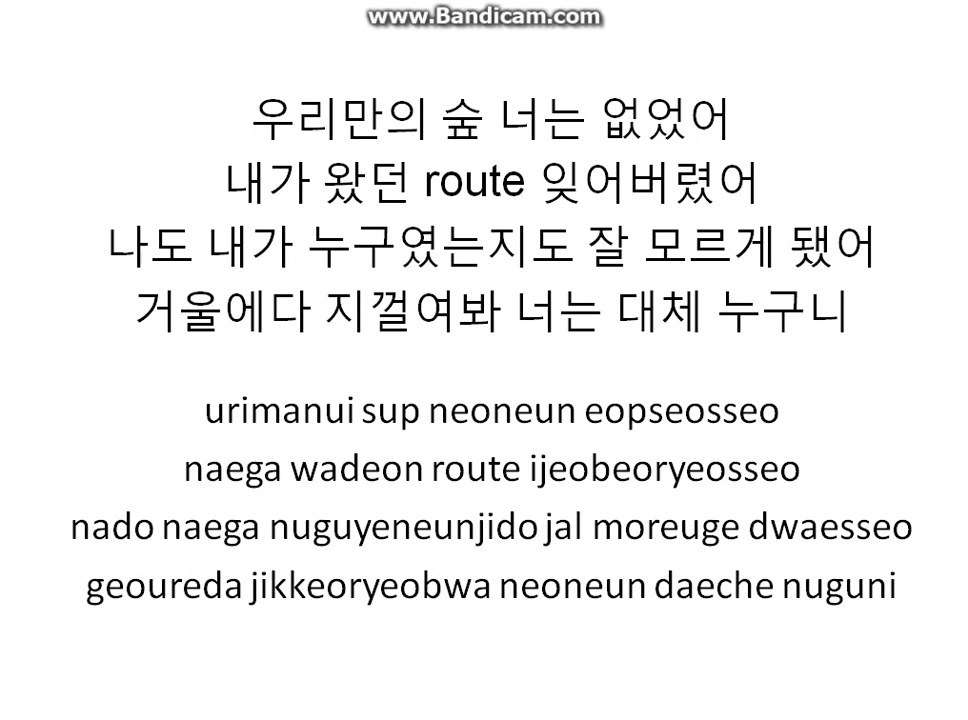 www.Bandicam.com
우리만의 숲 너는 없었어
내가 왔던 route 잊어버렸어
나도 내가 누구였는지도 잘 모르게 됐어
거울에다 지껄여봐 너는 대체 누구니
urimanui sup neoneun eopseosseo
naega wadeon route ijeobeoryeosseo
nado naega nuguyeneunjido jal moreuge dwaesseo
geoureda jikkeoryeobwa neoneun daeche nuguni